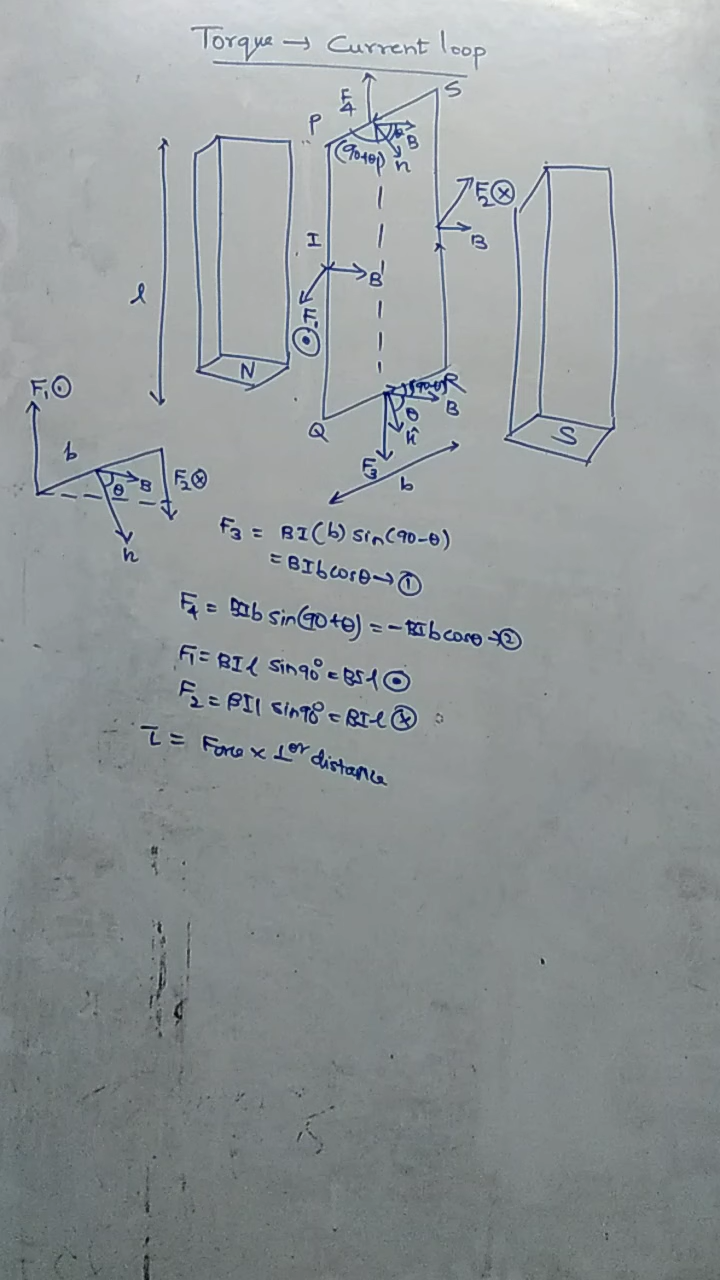 Torque → Current loop
F4
S
P
θ
B
(90+θ)
n
F2 ⊗
I
B
B
l
F1
⊙
N
R
(90-θ)
B
θ
n̂
Q
S
F3
b
F1 ⊙
b
θ
B
F2 ⊗
n
F3 = BI(b) sin(90-θ)
= BIb cosθ → ①
F4 = BIb sin(90+θ) = -BIb cosθ → ②
F1 = BIl sin90° = BIl ⊙
F2 = BIl sin90° = BIl ⊗
τ = Force × ⊥er distance